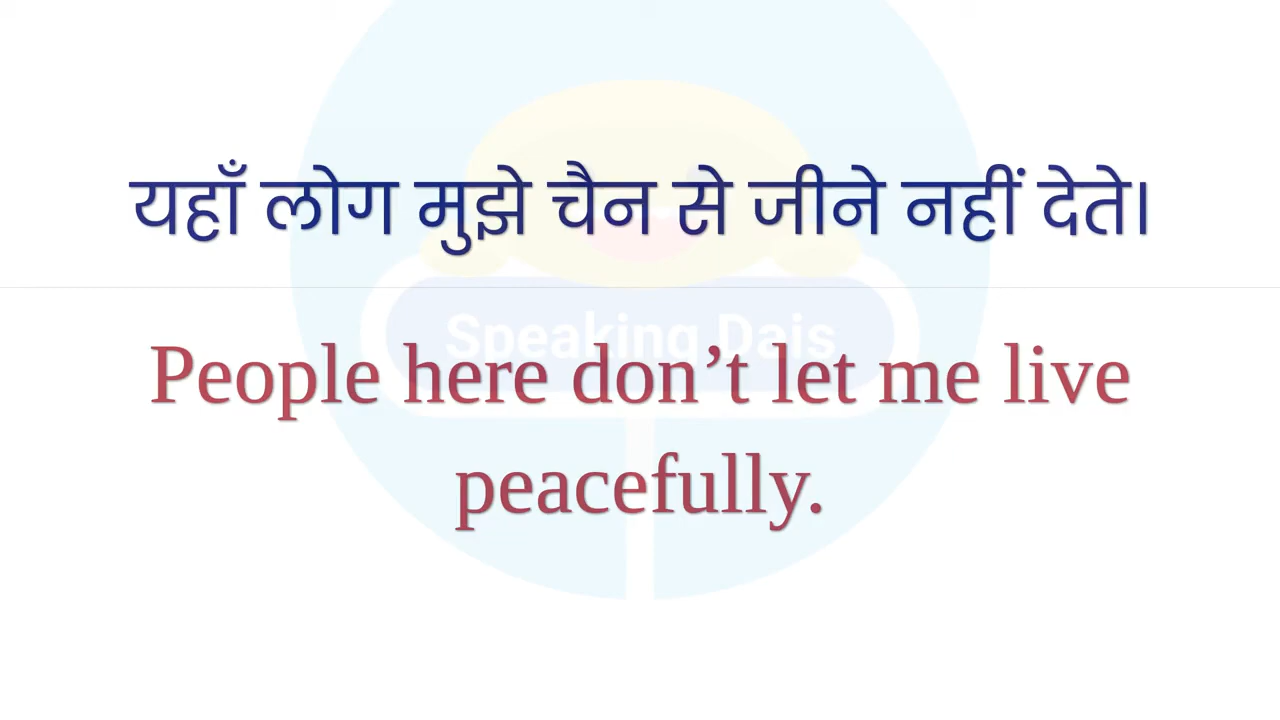 यहाँ लोग मुझे चैन से जीने नहीं देते।
Speaking Dais
People here don’t let me live
peacefully.